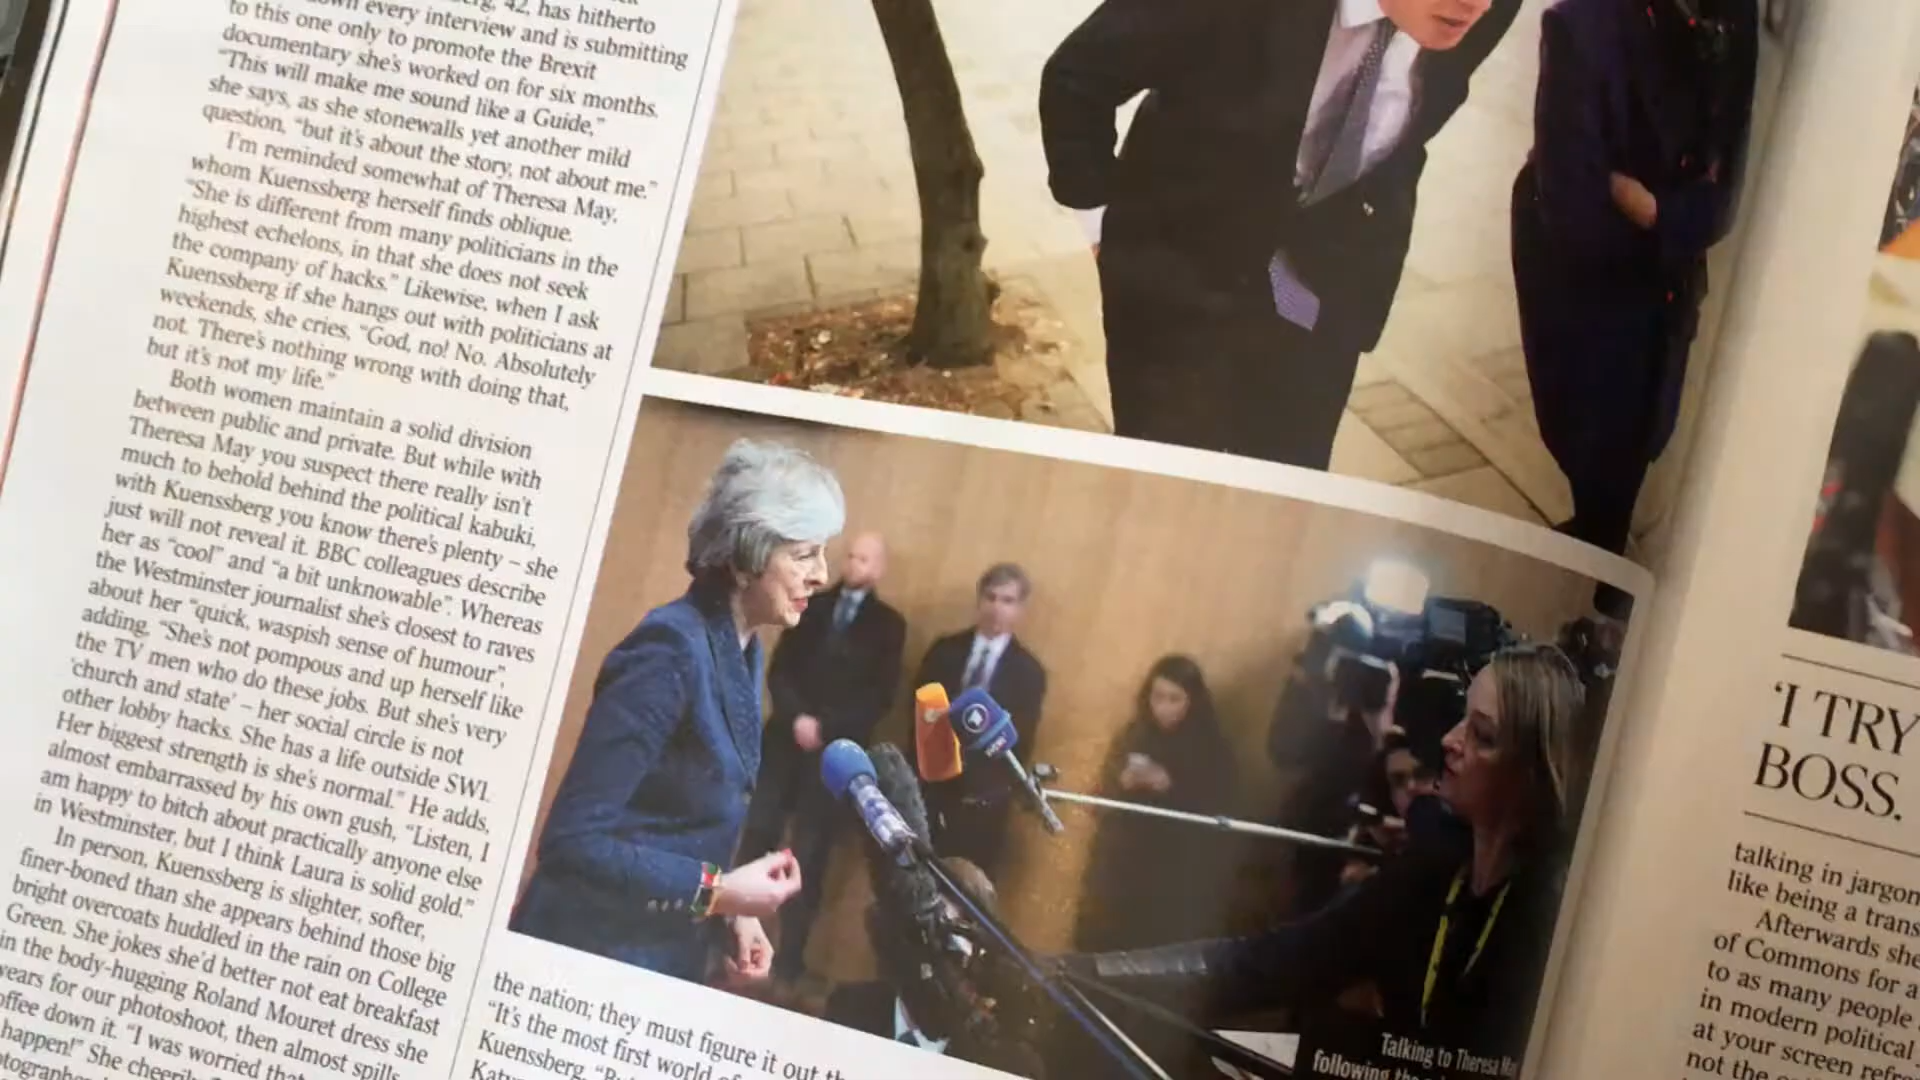 42, has hitherto
every interview and is submitting
to this one only to promote the Brexit
documentary she's worked on for six months.
"This will make me sound like a Guide,"
she says, as she stonewalls yet another mild
question, "but it's about the story, not about me."
I'm reminded somewhat of Theresa May,
whom Kuenssberg herself finds oblique.
"She is different from many politicians in the
highest echelons, in that she does not seek
the company of hacks." Likewise, when I ask
Kuenssberg if she hangs out with politicians at
weekends, she cries, "God, no! No. Absolutely
not. There's nothing wrong with doing that,
but it's not my life."
Both women maintain a solid division
between public and private. But while with
Theresa May you suspect there really isn't
much to behold behind the political kabuki,
with Kuenssberg you know there's plenty – she
just will not reveal it. BBC colleagues describe
her as "cool" and "a bit unknowable". Whereas
the Westminster journalist she's closest to raves
about her "quick, waspish sense of humour",
adding, "She's not pompous and up herself like
the TV men who do these jobs. But she's very
'church and state' – her social circle is not
other lobby hacks. She has a life outside SW1.
Her biggest strength is she's normal." He adds,
almost embarrassed by his own gush, "Listen, I
am happy to bitch about practically anyone else
in Westminster, but I think Laura is solid gold."
In person, Kuenssberg is slighter, softer,
finer-boned than she appears behind those big
bright overcoats huddled in the rain on College
Green. She jokes she'd better not eat breakfast
in the body-hugging Roland Mouret dress she
wears for our photoshoot, then almost spills
coffee down it. "I was worried that
happen!" She
the nation; they must figure it out
"It's the most first world
Kuenssberg.
Talking to Theresa
following the
'I TRY
BOSS.
talking in jargon
like being a trans
Afterwards she
of Commons for a
to as many people
in modern political
at your screen refre
not the